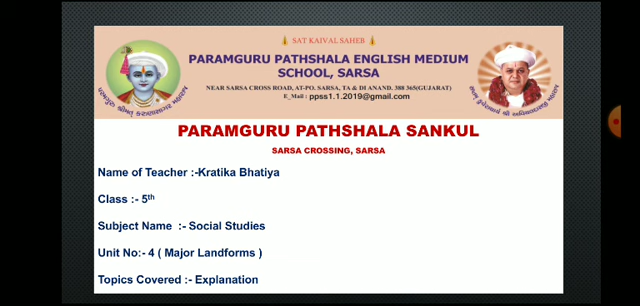 SAT KAIVAL SAHEB
PARAMGURU PATHSHALA ENGLISH MEDIUM
SCHOOL, SARSA
NEAR SARSA CROSS ROAD, AT-PO. SARSA, TA & DI ANAND. 388 365(GUJARAT)
E_Mail : ppss1.1.2019@gmail.com
PARAMGURU PATHSHALA SANKUL
SARSA CROSSING, SARSA
Name of Teacher :-Kratika Bhatiya
Class :- 5th
Subject Name :- Social Studies
Unit No:- 4 ( Major Landforms )
Topics Covered :- Explanation